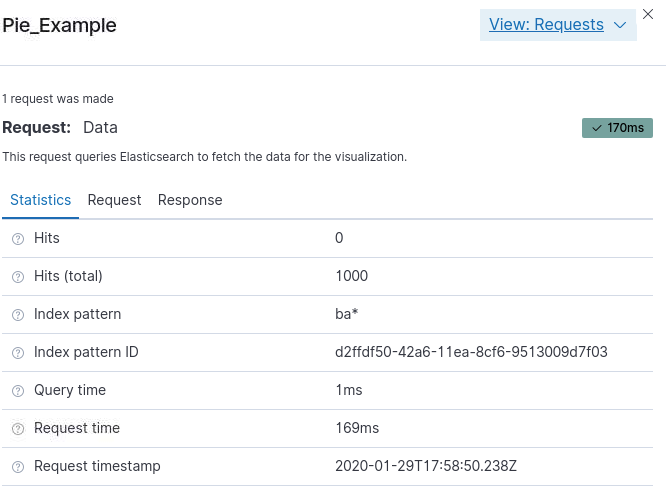 Pie_Example
View: Requests
1 request was made
Request: Data
170ms
This request queries Elasticsearch to fetch the data for the visualization.
Statistics Request Response
Hits 0
Hits (total) 1000
Index pattern ba*
Index pattern ID d2ffdf50-42a6-11ea-8cf6-9513009d7f03
Query time 1ms
Request time 169ms
Request timestamp 2020-01-29T17:58:50.238Z